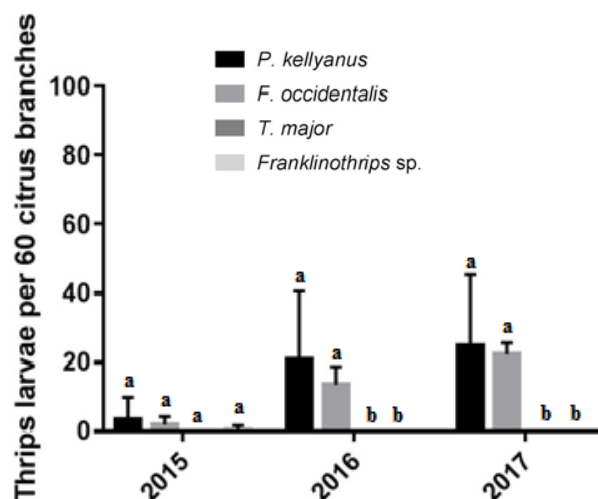 P. kellyanus
F. occidentalis
T. major
Franklinothrips sp.
Thrips larvae per 60 citrus branches
100
80
60
40
20
0
a a a a
a a b b
a a b b
2015 2016 2017